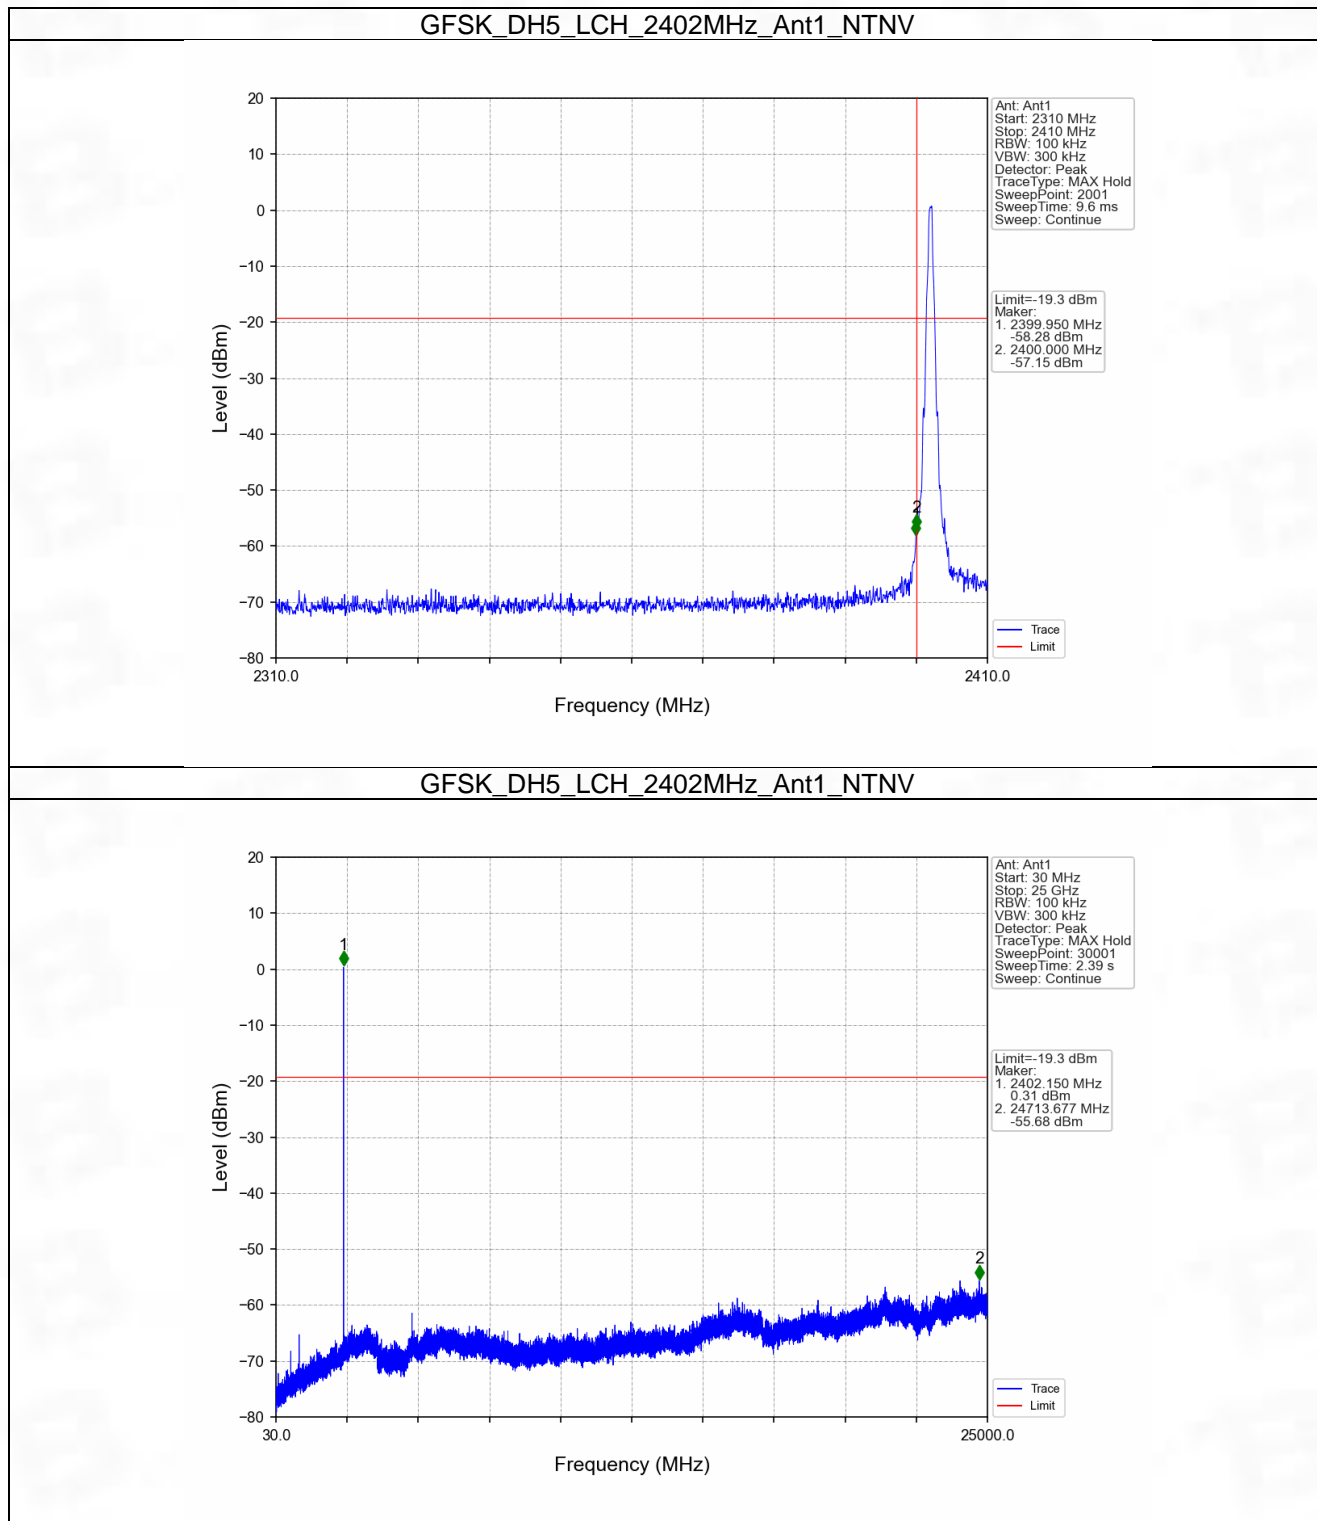 GFSK_DH5_LCH_2402MHz_Ant1_NTNV
20
10
0
−10
−20
−30
−40
−50
−60
−70
−80
Level (dBm)
2310.0
2410.0
Frequency (MHz)
2
Ant: Ant1
Start: 2310 MHz
Stop: 2410 MHz
RBW: 100 kHz
VBW: 300 kHz
Detector: Peak
TraceType: MAX Hold
SweepPoint: 2001
SweepTime: 9.6 ms
Sweep: Continue
Limit=-19.3 dBm
Maker:
1. 2399.950 MHz
-58.28 dBm
2. 2400.000 MHz
-57.15 dBm
Trace
Limit
GFSK_DH5_LCH_2402MHz_Ant1_NTNV
20
10
0
−10
−20
−30
−40
−50
−60
−70
−80
Level (dBm)
30.0
25000.0
Frequency (MHz)
1
2
Ant: Ant1
Start: 30 MHz
Stop: 25 GHz
RBW: 100 kHz
VBW: 300 kHz
Detector: Peak
TraceType: MAX Hold
SweepPoint: 30001
SweepTime: 2.39 s
Sweep: Continue
Limit=-19.3 dBm
Maker:
1. 2402.150 MHz
0.31 dBm
2. 24713.677 MHz
-55.68 dBm
Trace
Limit